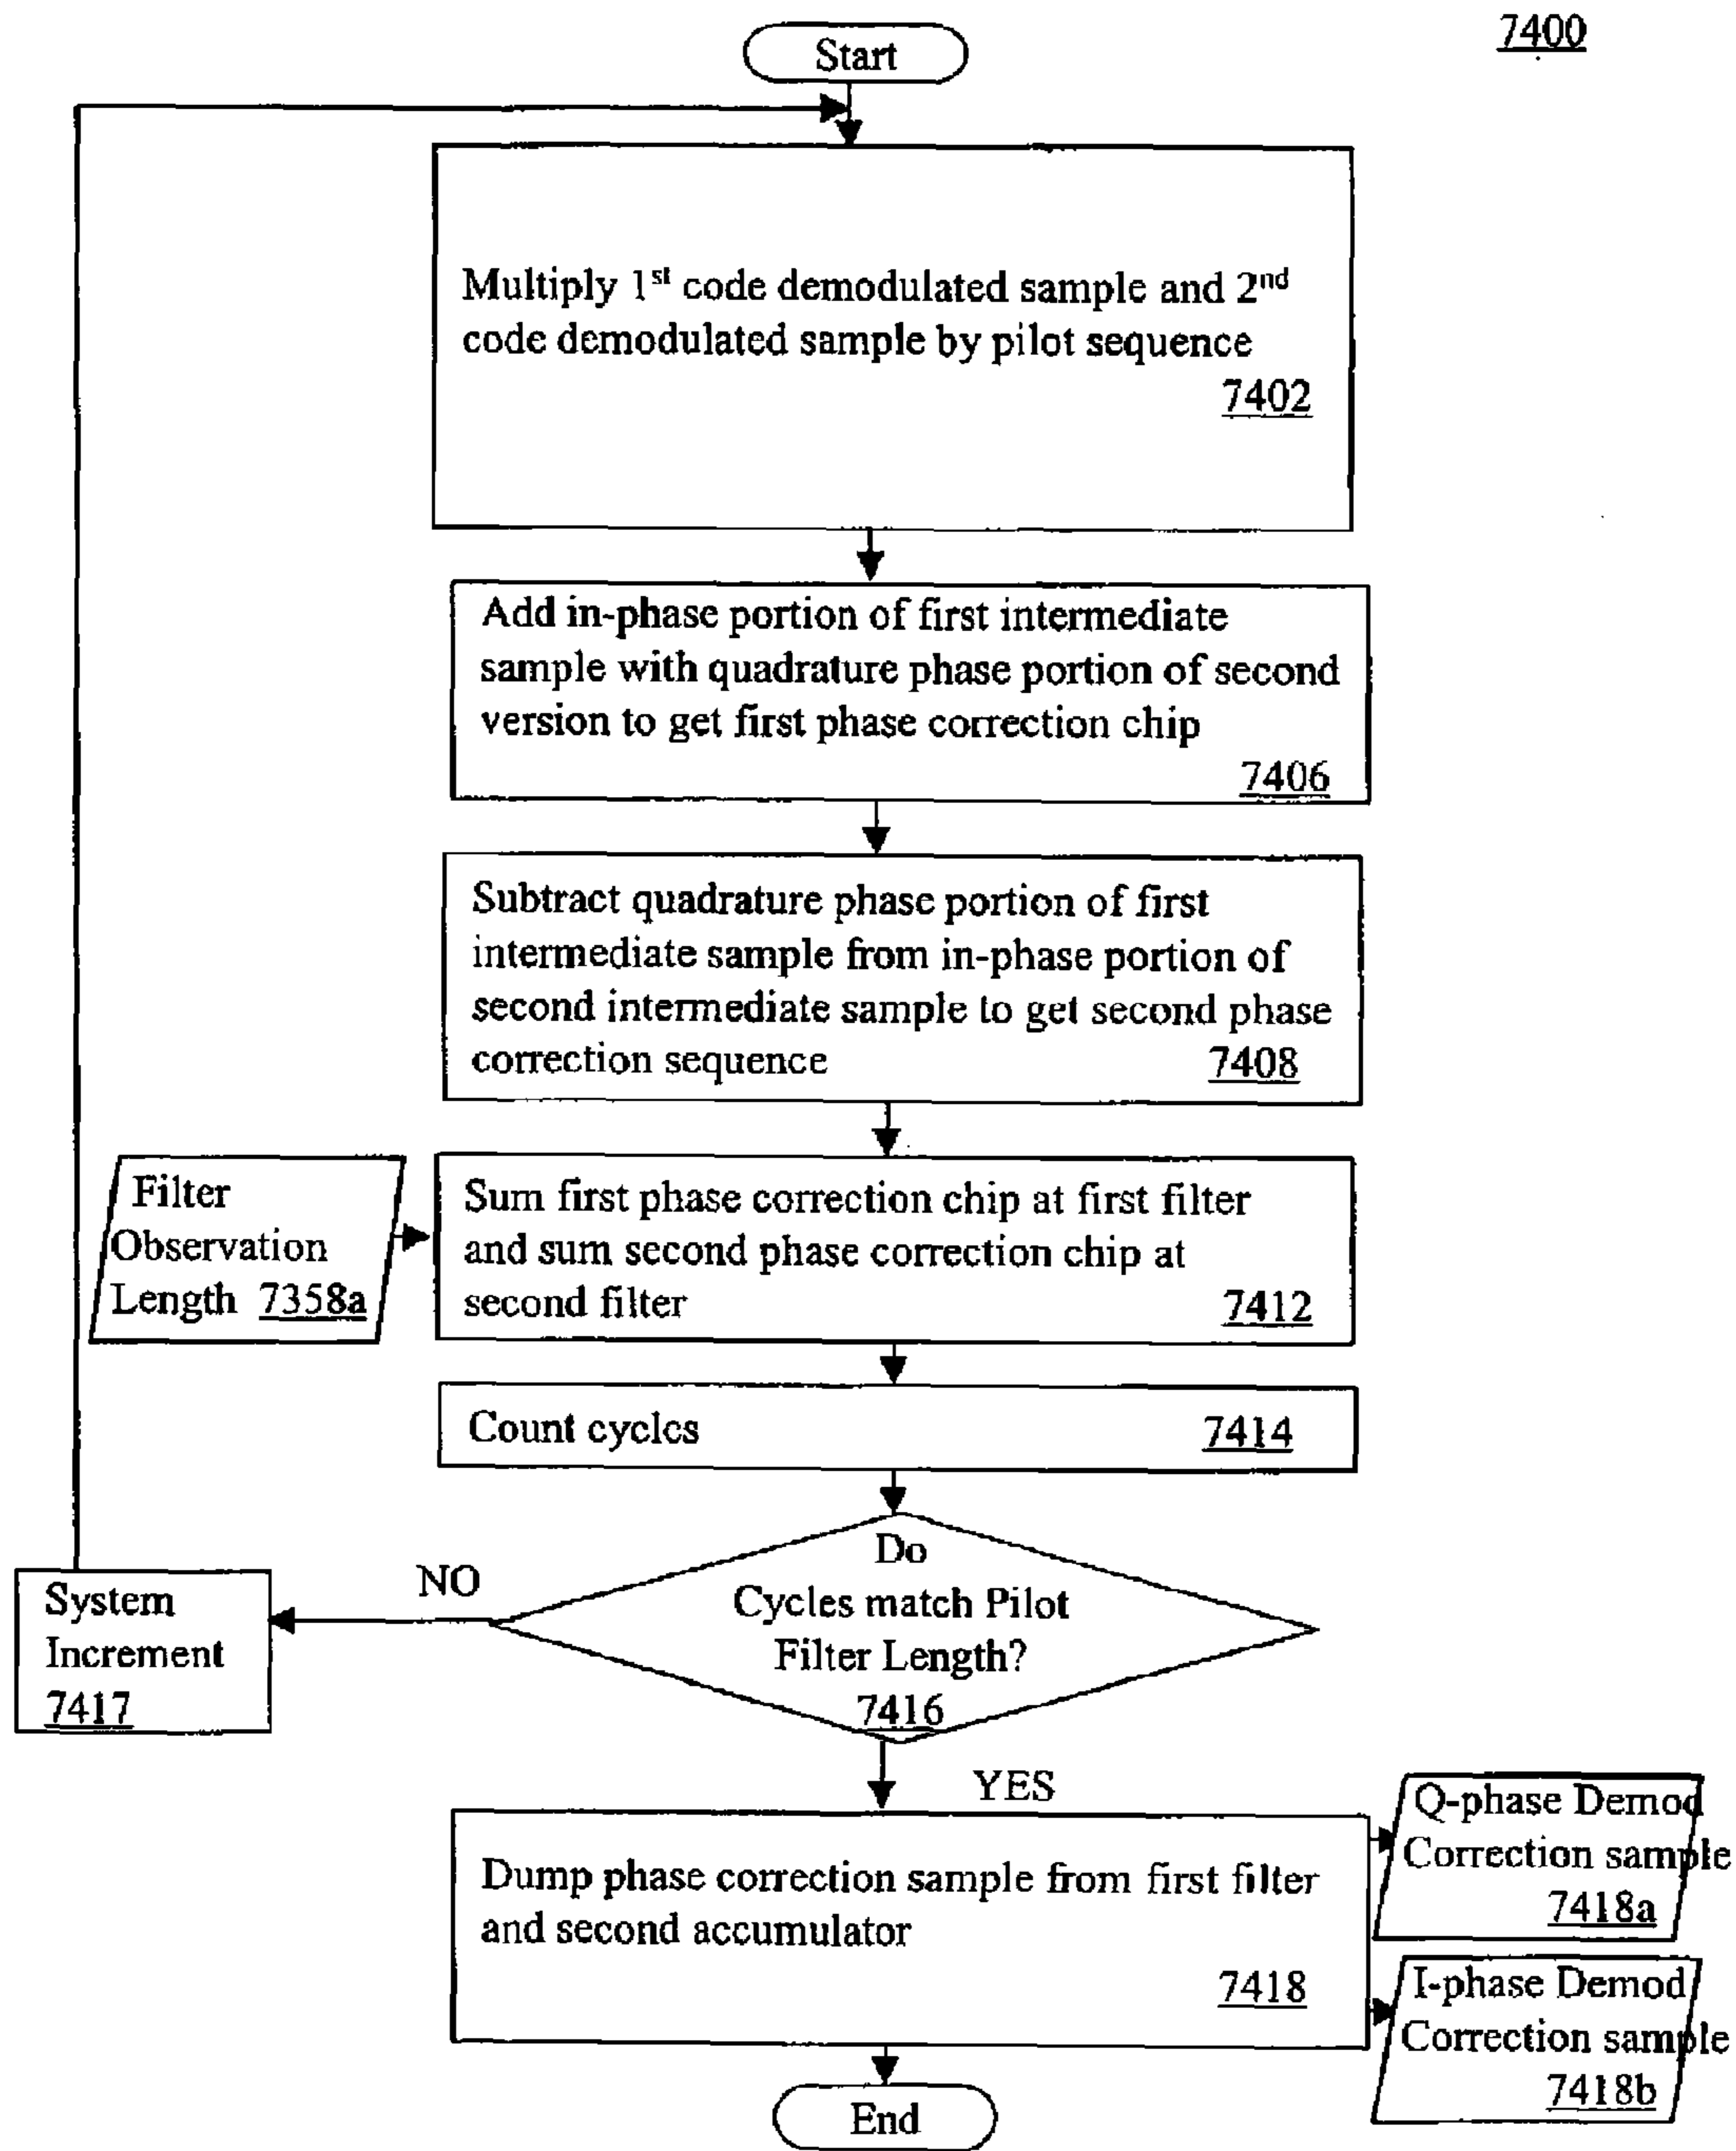 7400
Start
Multiply 1st code demodulated sample and 2nd
code demodulated sample by pilot sequence
7402
Add in-phase portion of first intermediate
sample with quadrature phase portion of second
version to get first phase correction chip
7406
Subtract quadrature phase portion of first
intermediate sample from in-phase portion of
second intermediate sample to get second phase
correction sequence 7408
Filter
Observation
Length 7358a
Sum first phase correction chip at first filter
and sum second phase correction chip at
second filter 7412
Count cycles 7414
Do
Cycles match Pilot
Filter Length?
7416
NO
System
Increment
7417
YES
Dump phase correction sample from first filter
and second accumulator
7418
Q-phase Demod
Correction sample
7418a
I-phase Demod
Correction sample
7418b
End